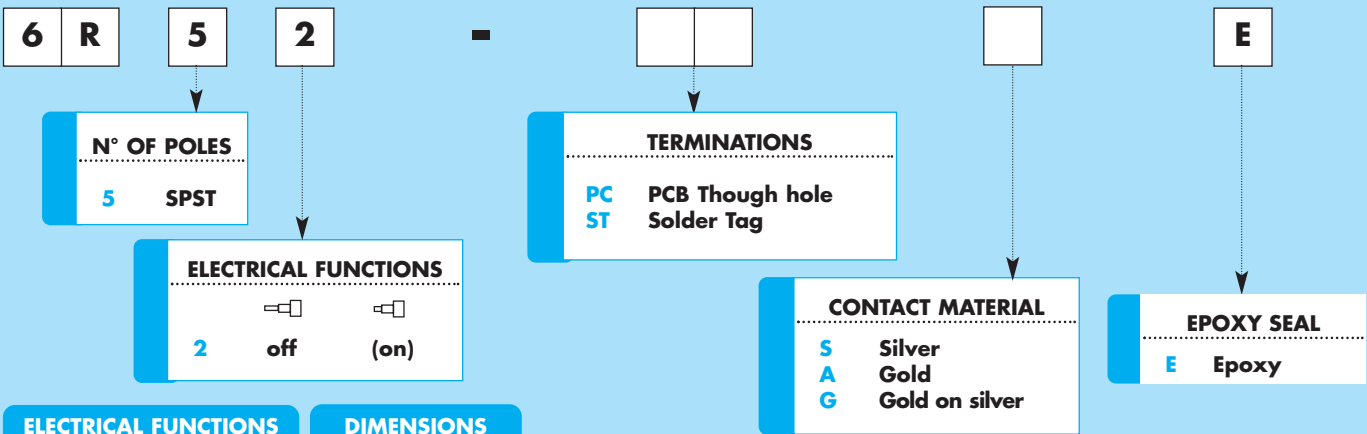 6 R 5 2 - E
N° OF POLES
5 SPST
ELECTRICAL FUNCTIONS
2 off (on)
TERMINATIONS
PC PCB Though hole
ST Solder Tag
CONTACT MATERIAL
S Silver
A Gold
G Gold on silver
EPOXY SEAL
E Epoxy
ELECTRICAL FUNCTIONS
DIMENSIONS